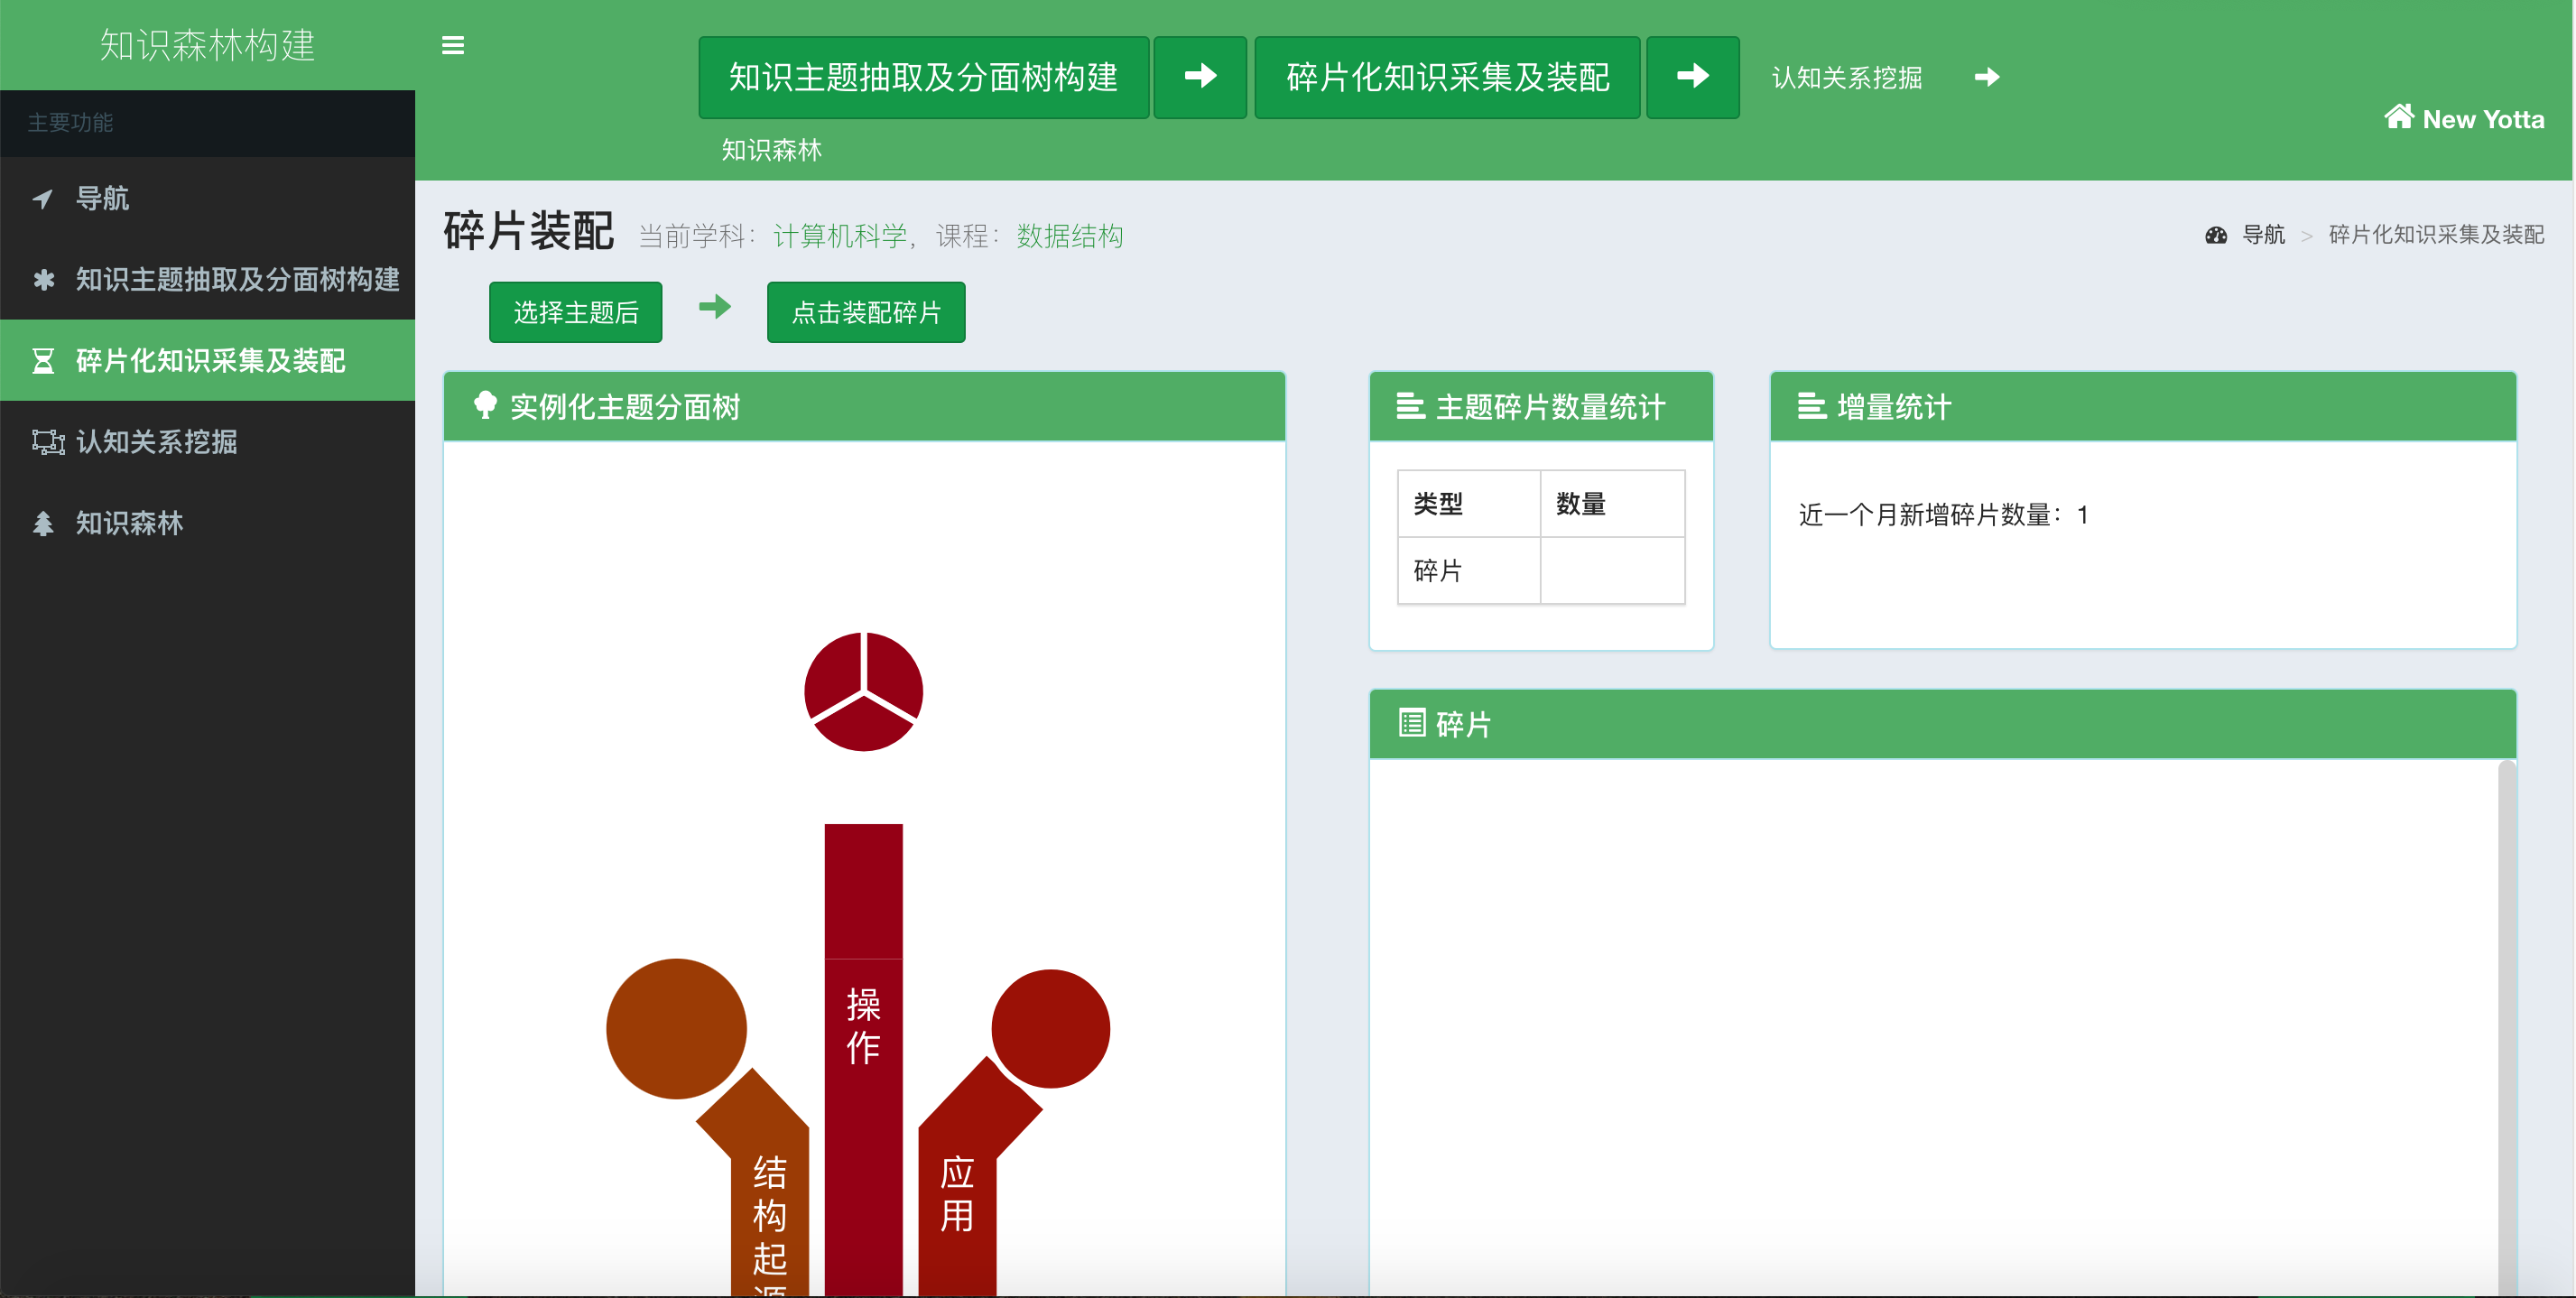 知识森林构建
主要功能
导航
知识主题抽取及分面树构建
碎片化知识采集及装配
认知关系挖掘
知识森林
知识主题抽取及分面树构建
碎片化知识采集及装配
认知关系挖掘
知识森林
New Yotta
碎片装配 当前学科：计算机科学，课程：数据结构
导航 > 碎片化知识采集及装配
选择主题后
点击装配碎片
实例化主题分面树
操作
结构起源
应用
主题碎片数量统计
类型 数量
碎片
增量统计
近一个月新增碎片数量：1
碎片